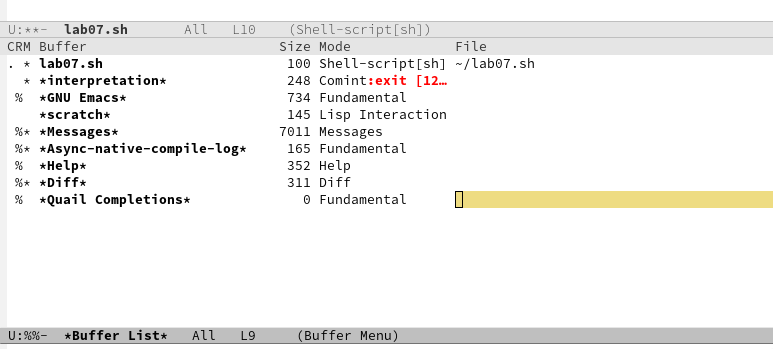 U:**-  lab07.sh       All   L10    (Shell-script[sh])
CRM Buffer                        Size Mode             File
. * lab07.sh                       100 Shell-script[sh] ~/lab07.sh
  * *interpretation*               248 Comint:exit [12…
 %  *GNU Emacs*                    734 Fundamental
    *scratch*                      145 Lisp Interaction
 %* *Messages*                    7011 Messages
 %* *Async-native-compile-log*     165 Fundamental
 %  *Help*                         352 Help
 %* *Diff*                         311 Diff
 %  *Quail Completions*              0 Fundamental
U:%%-  *Buffer List*   All   L9     (Buffer Menu)